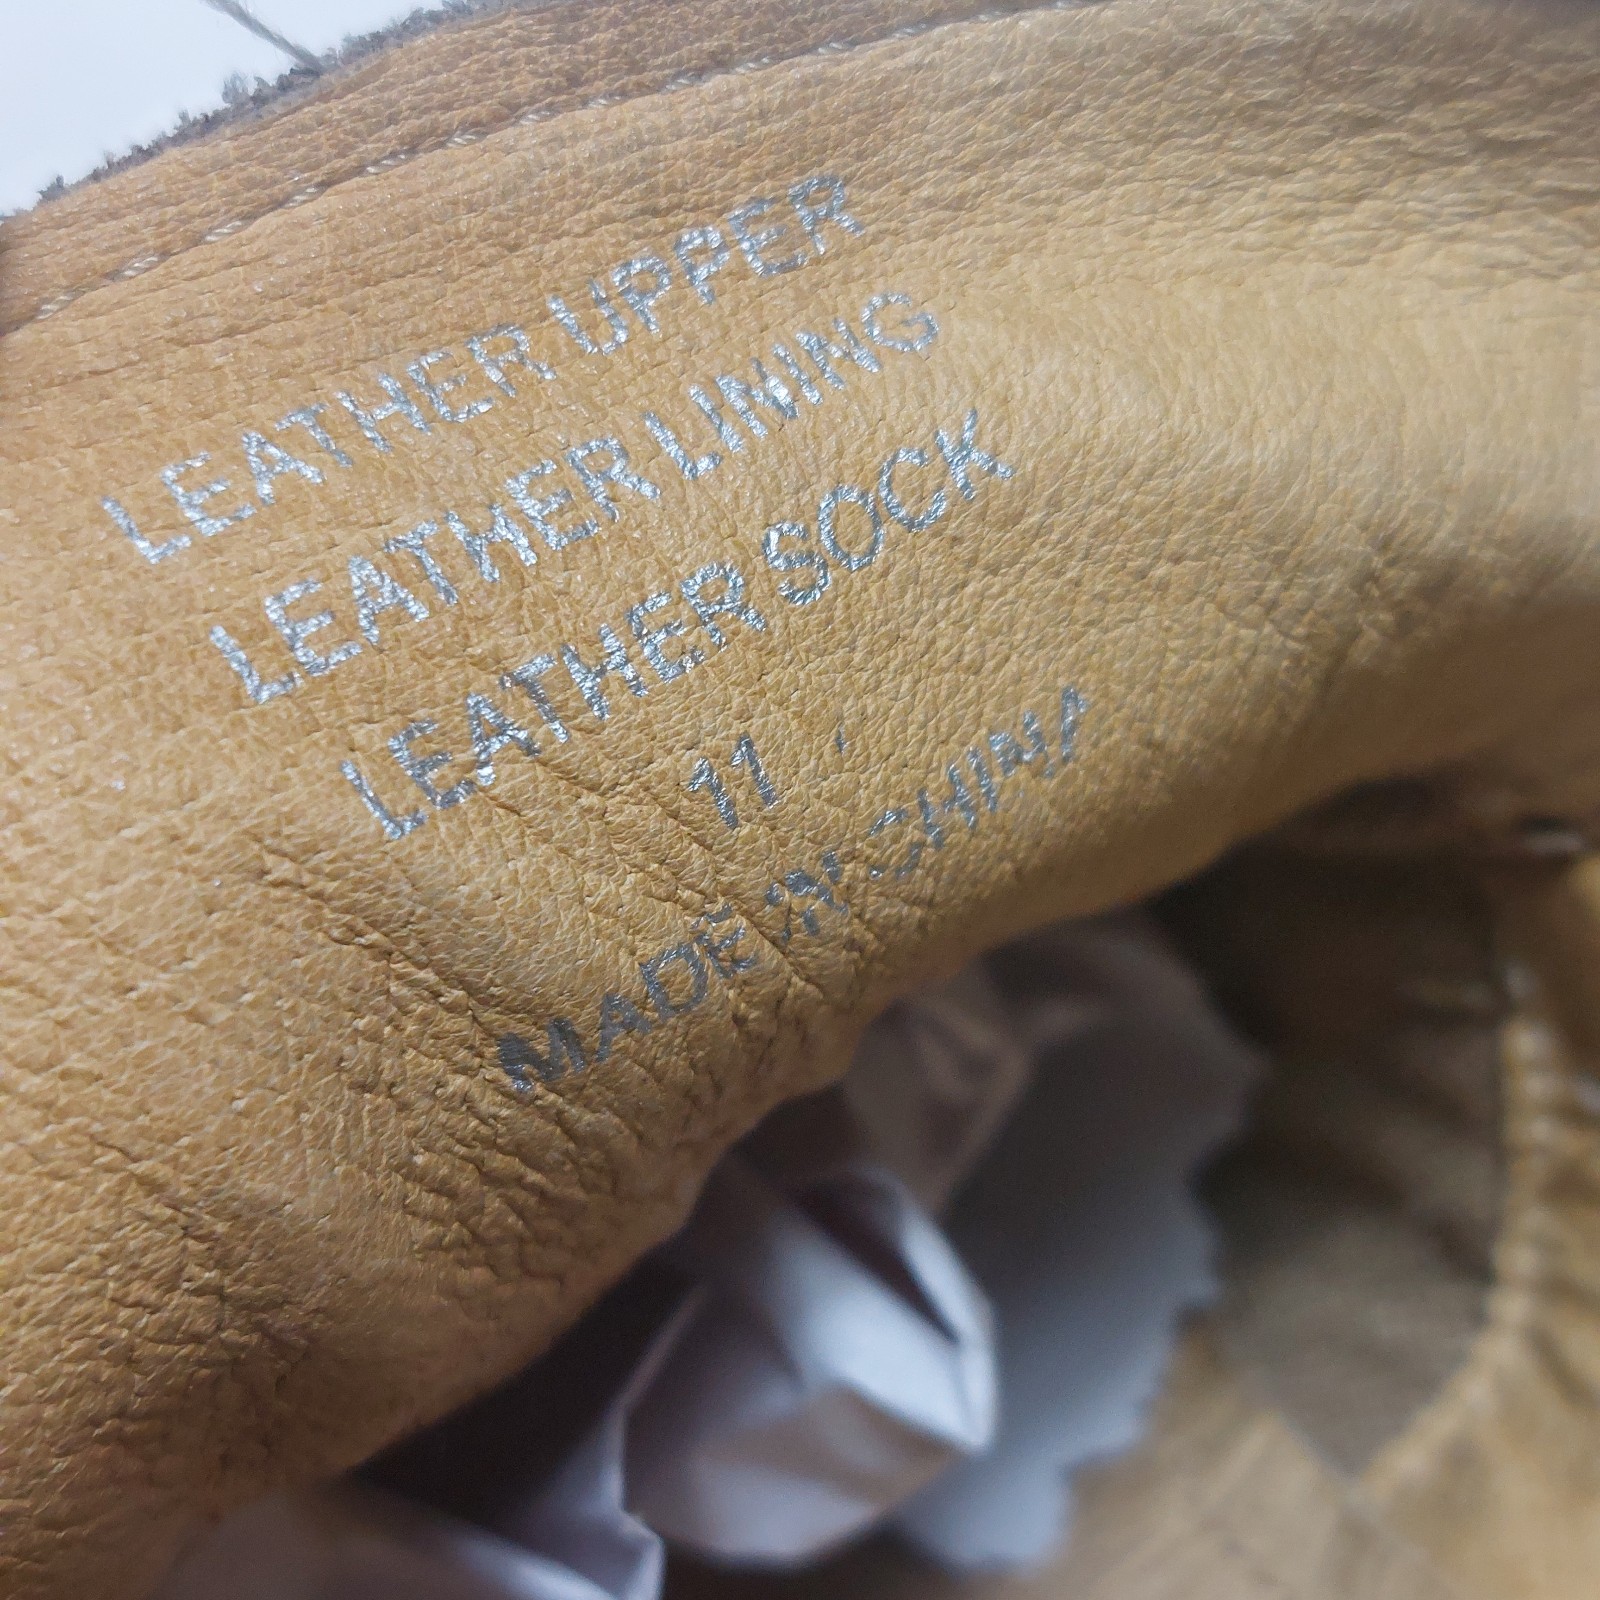 LEATHER UPPER
LEATHER LINING
LEATHER SOCK
11
MADE IN CHINA